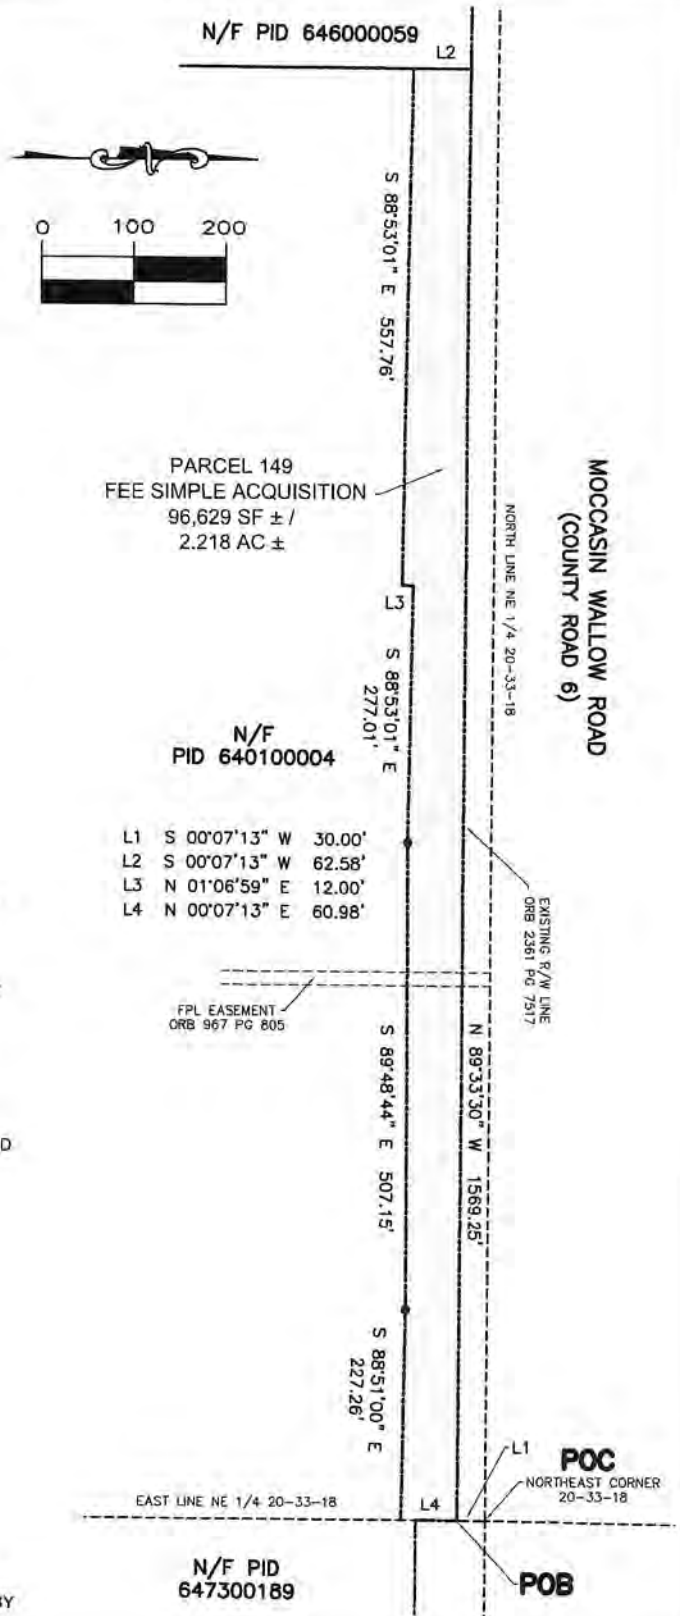 N/F PID 646000059
L2
0 100 200
S 88°53'01" E 557.76'
PARCEL 149
FEE SIMPLE ACQUISITION
96,629 SF ± /
2.218 AC ±
MOCCASIN WALLOW ROAD
(COUNTY ROAD 6)
NORTH LINE NE 1/4 20-33-18
L3
S 88°53'01" E
277.01'
N/F
PID 640100004
L1 S 00°07'13" W 30.00'
L2 S 00°07'13" W 62.58'
L3 N 01°06'59" E 12.00'
L4 N 00°07'13" E 60.98'
EXISTING R/W LINE
ORB 2361 PG 7517
FPL EASEMENT
ORB 967 PG 805
S 89°48'44" E 507.15'
N 89°33'30" W 1569.25'
D
S 88°51'00" E
227.26'
L1
POC
NORTHEAST CORNER
20-33-18
EAST LINE NE 1/4 20-33-18
L4
N/F PID
647300189
POB
BY